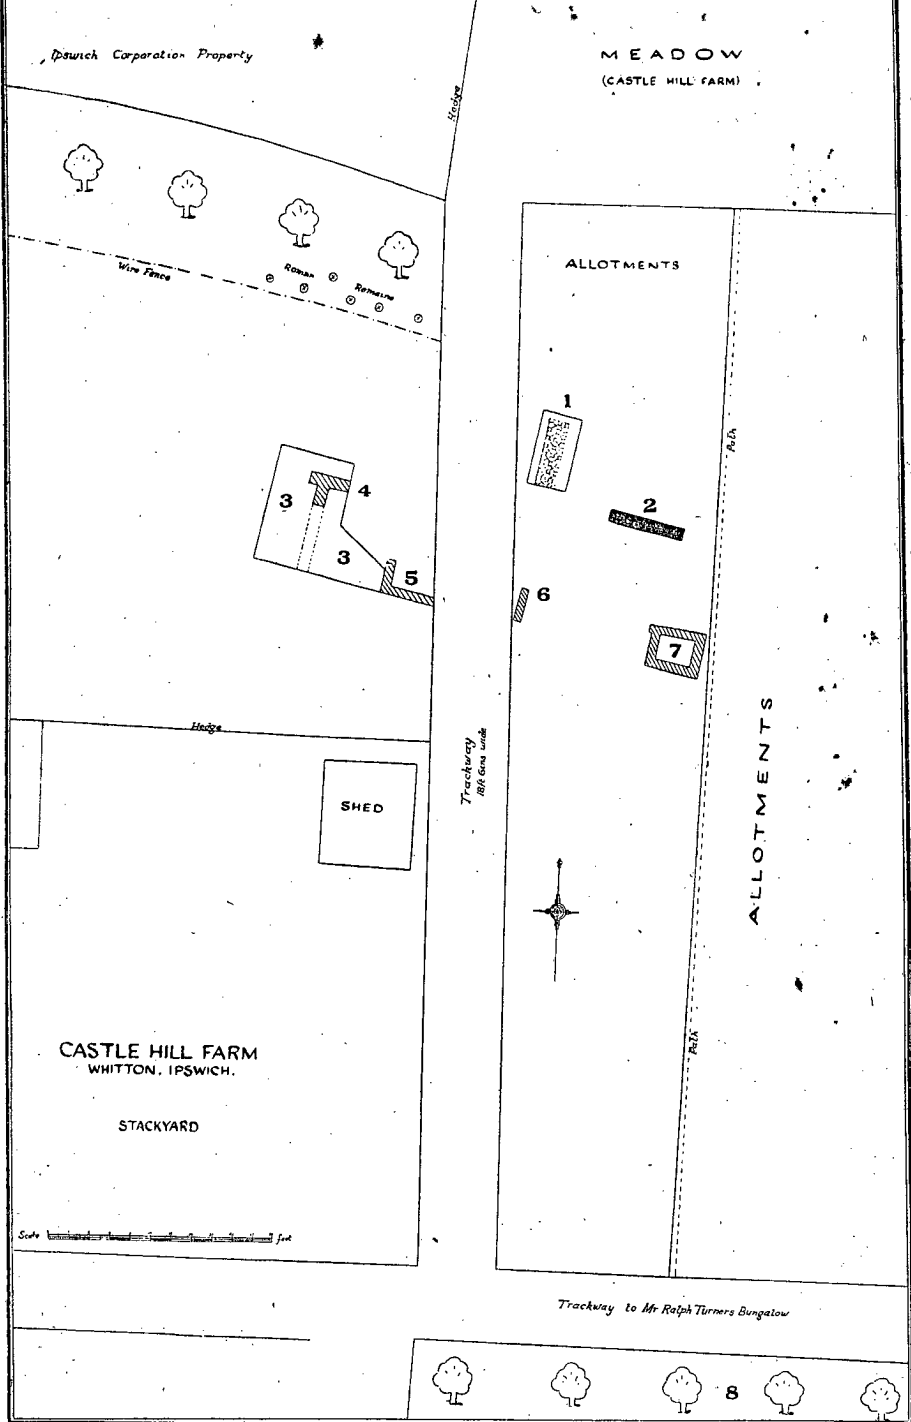 Ipswich Corporation Property
MEADOW
(CASTLE HILL FARM)
Hedge
ALLOTMENTS
Wire Fence
Roman
Remains
1
Path
2
3
4
3
5
6
7
Hedge
Trackway
18ft 6ins wide
SHED
ALLOTMENTS
CASTLE HILL FARM
WHITTON, IPSWICH.
STACKYARD
Path
Scale
feet
Trackway to Mr Ralph Turners Bungalow
8